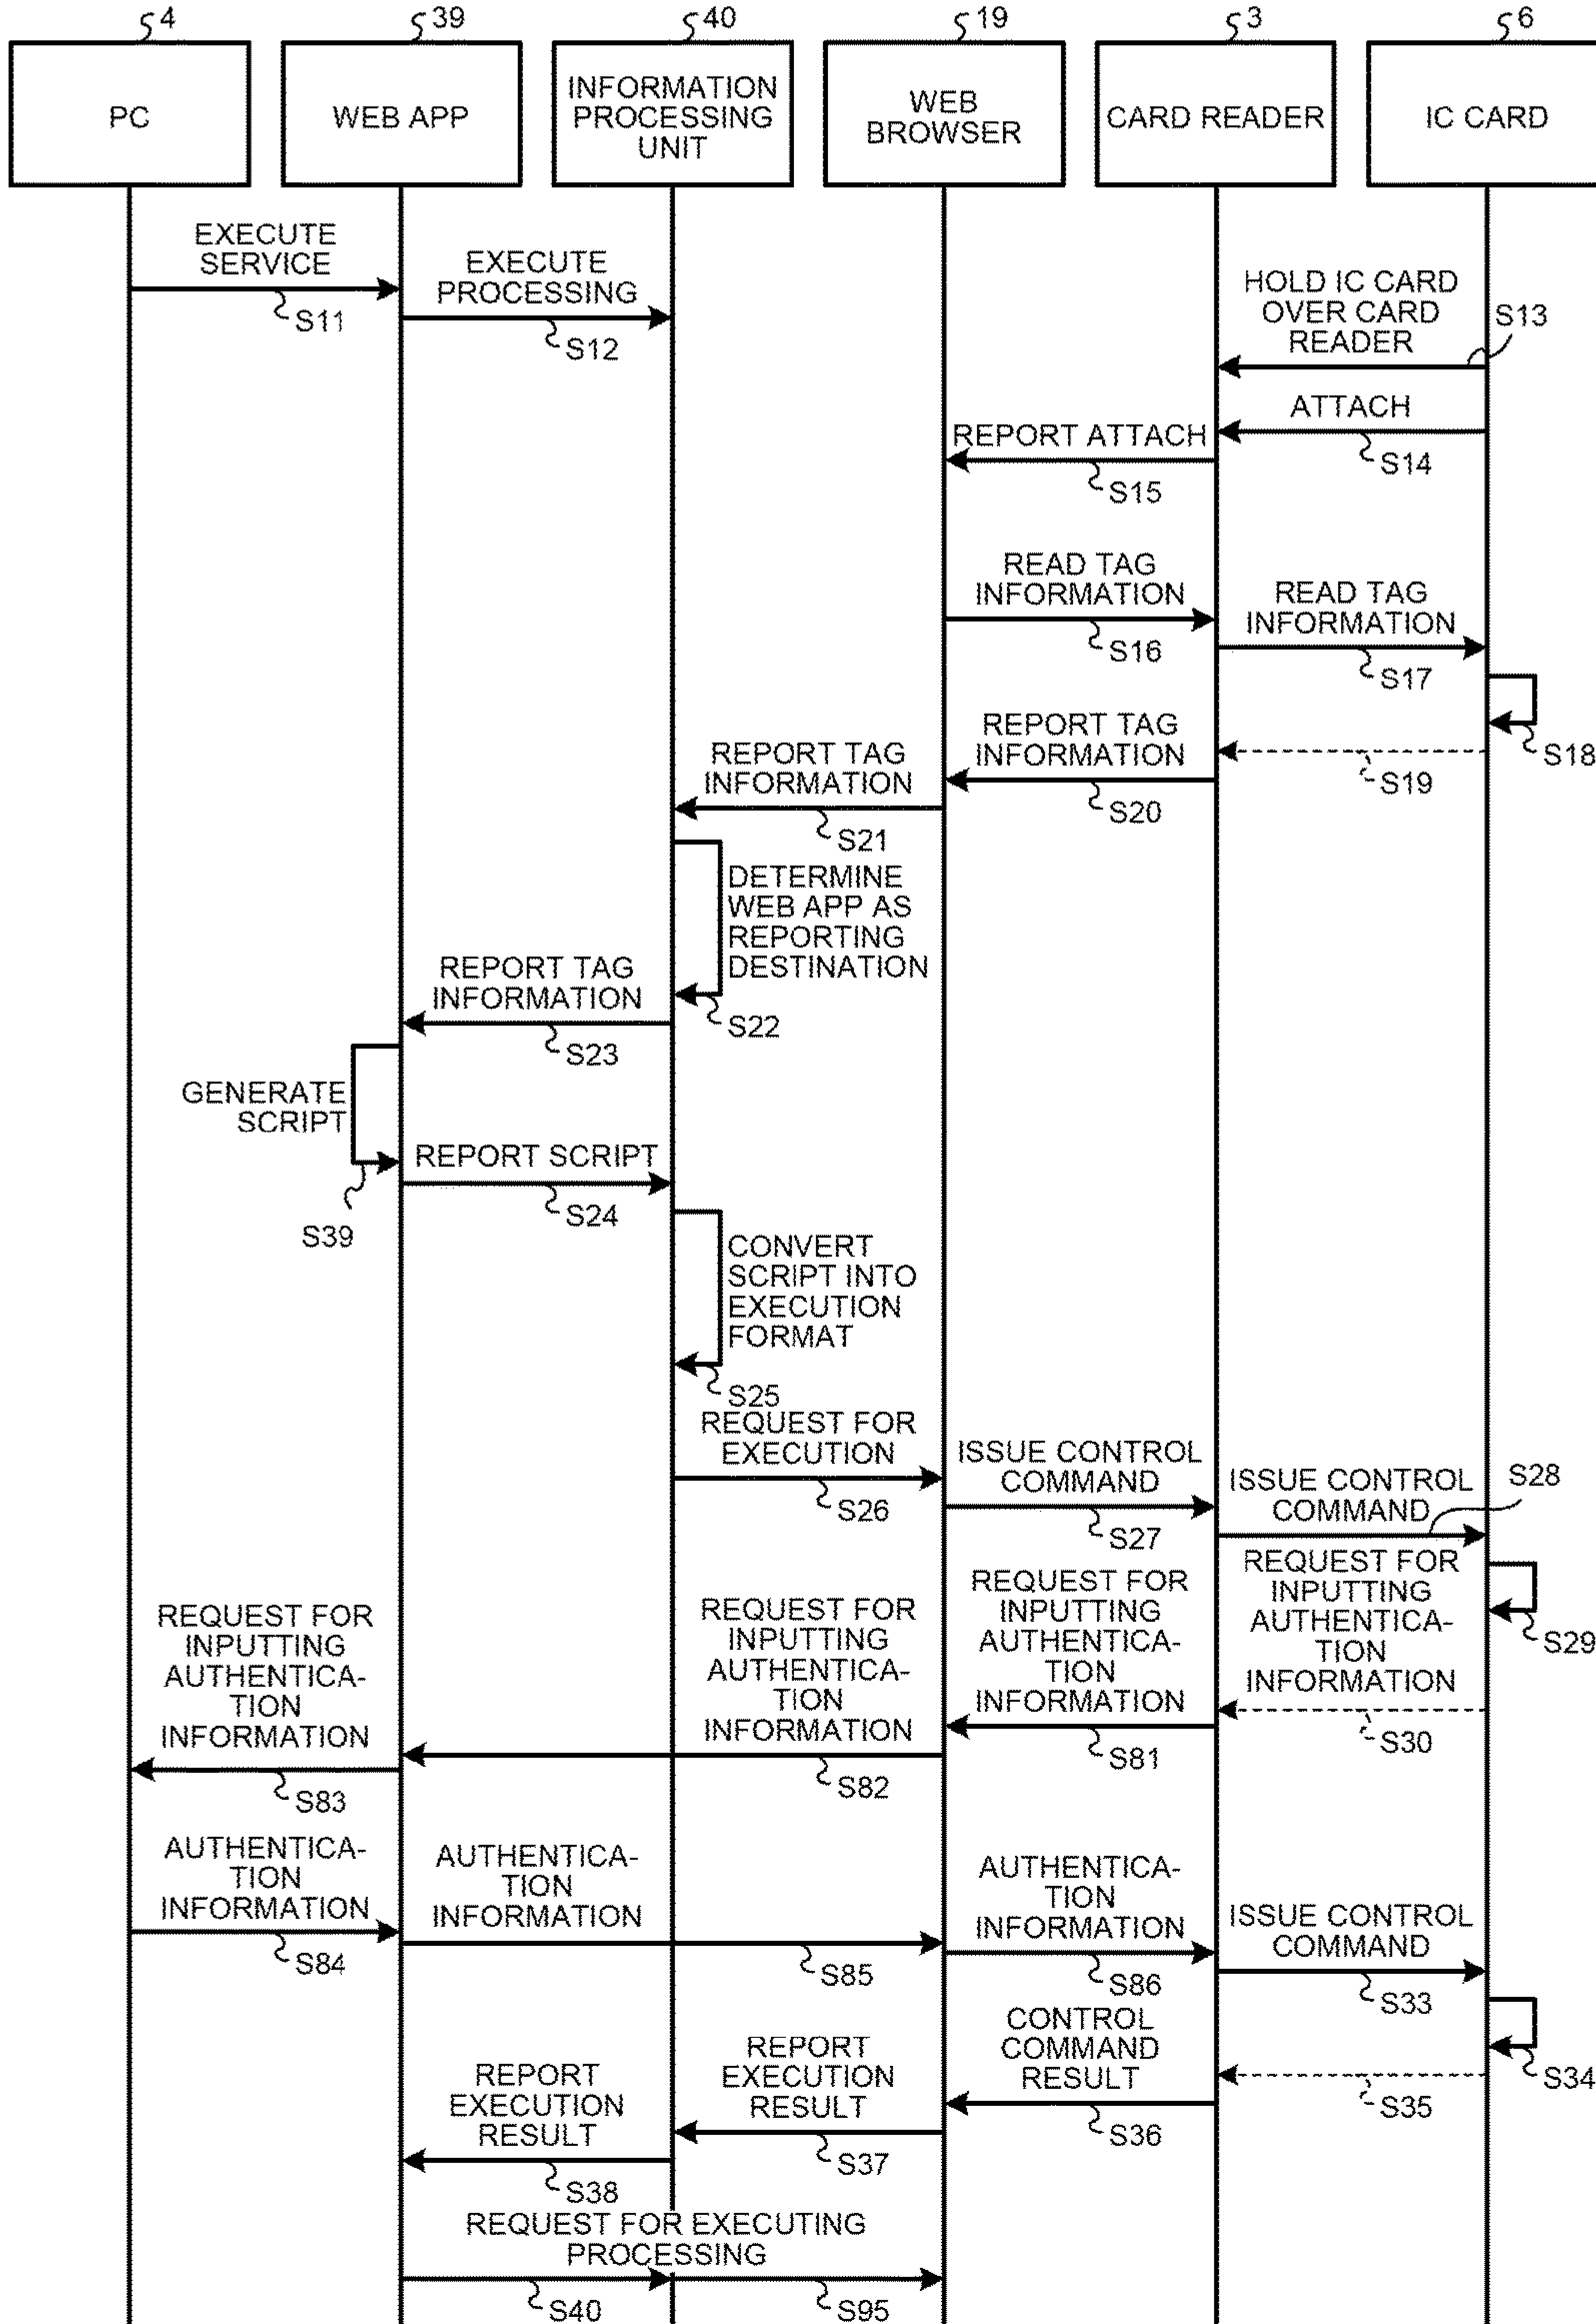 4
39
40
19
3
6
PC
WEB APP
INFORMATION
PROCESSING
UNIT
WEB
BROWSER
CARD READER
IC CARD
EXECUTE
SERVICE
S11
EXECUTE
PROCESSING
S12
HOLD IC CARD
OVER CARD
READER
S13
ATTACH
S14
REPORT ATTACH
S15
READ TAG
INFORMATION
S16
READ TAG
INFORMATION
S17
S18
S19
REPORT TAG
INFORMATION
S20
REPORT TAG
INFORMATION
S21
DETERMINE
WEB APP AS
REPORTING
DESTINATION
S22
REPORT TAG
INFORMATION
S23
GENERATE
SCRIPT
S39
REPORT SCRIPT
S24
CONVERT
SCRIPT INTO
EXECUTION
FORMAT
S25
REQUEST FOR
EXECUTION
S26
ISSUE CONTROL
COMMAND
S27
ISSUE CONTROL
COMMAND
S28
S29
REQUEST FOR
INPUTTING
AUTHENTICA-
TION
INFORMATION
S30
REQUEST FOR
INPUTTING
AUTHENTICA-
TION
INFORMATION
S81
REQUEST FOR
INPUTTING
AUTHENTICA-
TION
INFORMATION
S82
REQUEST FOR
INPUTTING
AUTHENTICA-
TION
INFORMATION
S83
AUTHENTICA-
TION
INFORMATION
S84
AUTHENTICA-
TION
INFORMATION
S85
AUTHENTICA-
TION
INFORMATION
S86
ISSUE CONTROL
COMMAND
S33
S34
S35
CONTROL
COMMAND
RESULT
S36
REPORT
EXECUTION
RESULT
S37
REPORT
EXECUTION
RESULT
S38
REQUEST FOR EXECUTING
PROCESSING
S40
S95